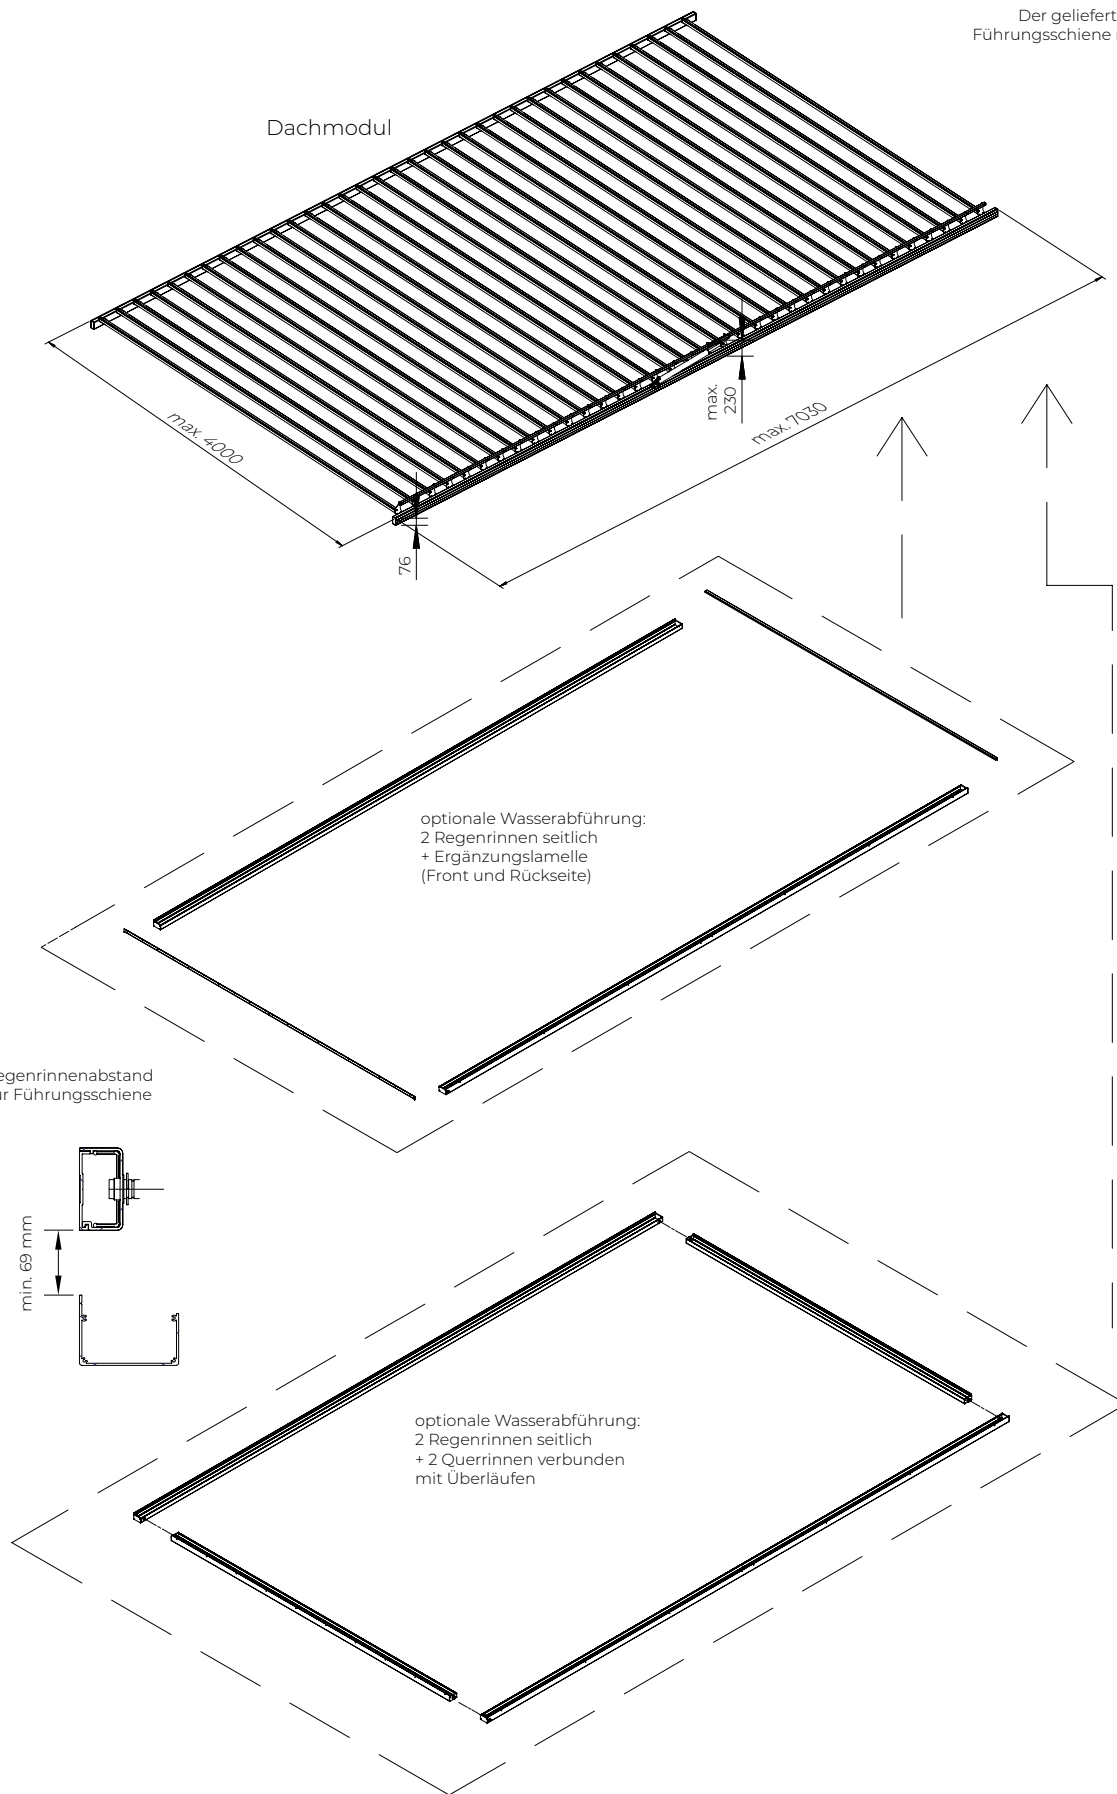 Der geliefert
Führungsschiene
Dachmodul
max. 4000
max.
230
max. 7030
76
optionale Wasserabführung:
2 Regenrinnen seitlich
+ Ergänzungslamelle
(Front und Rückseite)
egenrinnenabstand
ur Führungsschiene
min. 69 mm
optionale Wasserabführung:
2 Regenrinnen seitlich
+ 2 Querrinnen verbunden
mit Überläufen